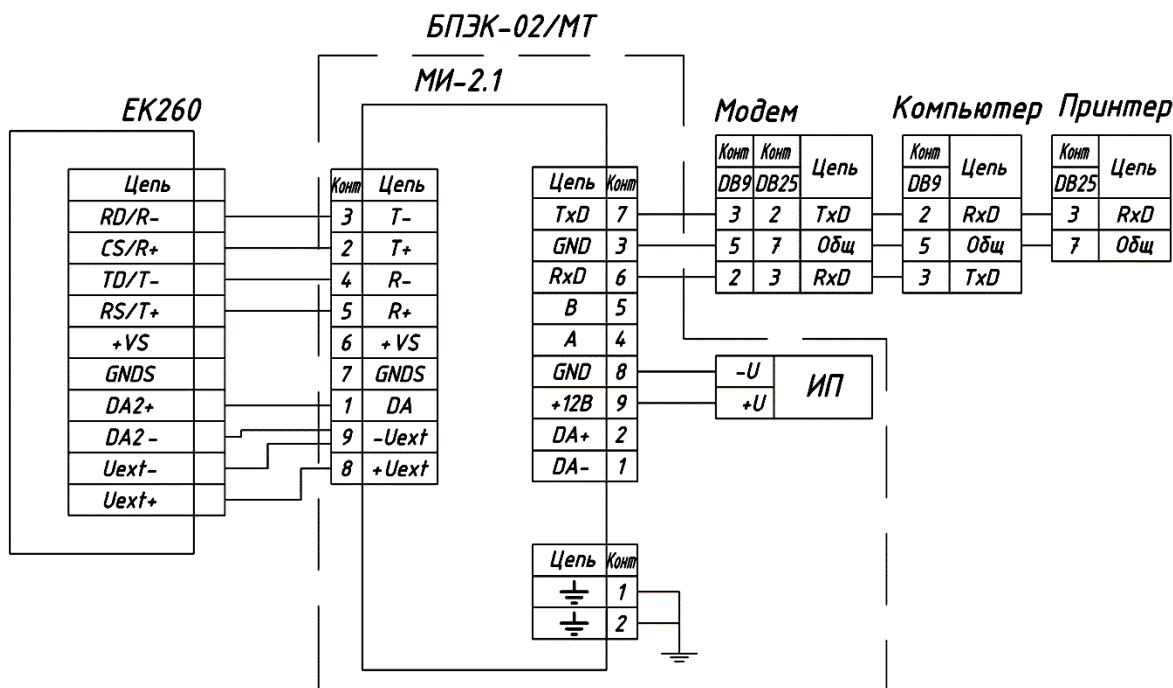 БПЭК-02/МТ
МИ-2.1
ЕК260
Модем
Компьютер
Принтер
Цепь
RD/R-
CS/R+
TD/T-
RS/T+
+VS
GNDS
DA2+
DA2-
Uext-
Uext+
Конт Цепь
3 T-
2 T+
4 R-
5 R+
6 +VS
7 GNDS
1 DA
9 -Uext
8 +Uext
Цепь Конт
TxD 7
GND 3
RxD 6
B 5
A 4
GND 8
+12В 9
DA+ 2
DA- 1
Цепь Конт
1
2
Конт Конт Цепь
DB9 DB25
3 2 TxD
5 7 Общ
2 3 RxD
Конт Цепь
DB9
2 RxD
5 Общ
3 TxD
Конт Цепь
DB25
3 RxD
7 Общ
-U ИП
+U